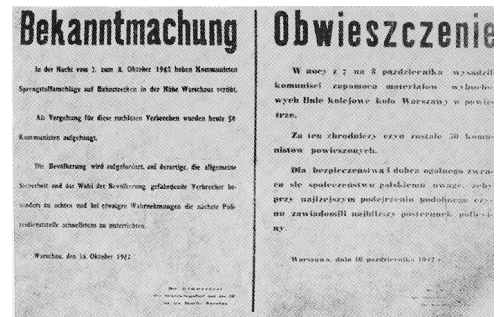 Bekanntmachung
In der Nacht vom 7. zum 8. Oktober 1942 haben Kommunisten
Sprengstoffanschläge auf Bahnstrecken in der Nähe Warschaus verübt.
Als Vergeltung für diese ruchlosen Verbrechen wurden heute 50
Kommunisten aufgehängt.
Die Bevölkerung wird aufgefordert, auf derartige, die allgemeine
Sicherheit und das Wohl der Bevölkerung gefährdende Verbrecher be-
sonders zu achten und bei etwaigen Wahrnehmungen die nächste Poli-
zeidienststelle schnellstens zu unterrichten.
Warschau, den 16. Oktober 1942
Der Kommandeur
Obwieszczenie
W nocy z 7 na 8 października wysadzili
komuniści zapomocą materiałów wybucho-
wych linie kolejowe koło Warszawy w powie-
trze.
Za ten zbrodniczy czyn zostało 50 komu-
nistów powieszonych.
Dla bezpieczeństwa i dobra ogólnego zwra-
ca się społeczeństwu polskiemu uwagę, żeby
przy najlżejszym podejrzeniu podobnego czy-
nu zawiadomili najbliższy posterunek policyj-
ny.
Warszawa, dnia 16 października 1942 r.